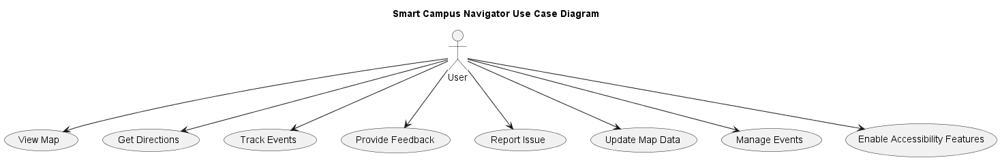 Smart Campus Navigator Use Case Diagram
User
View Map
Get Directions
Track Events
Provide Feedback
Report Issue
Update Map Data
Manage Events
Enable Accessibility Features